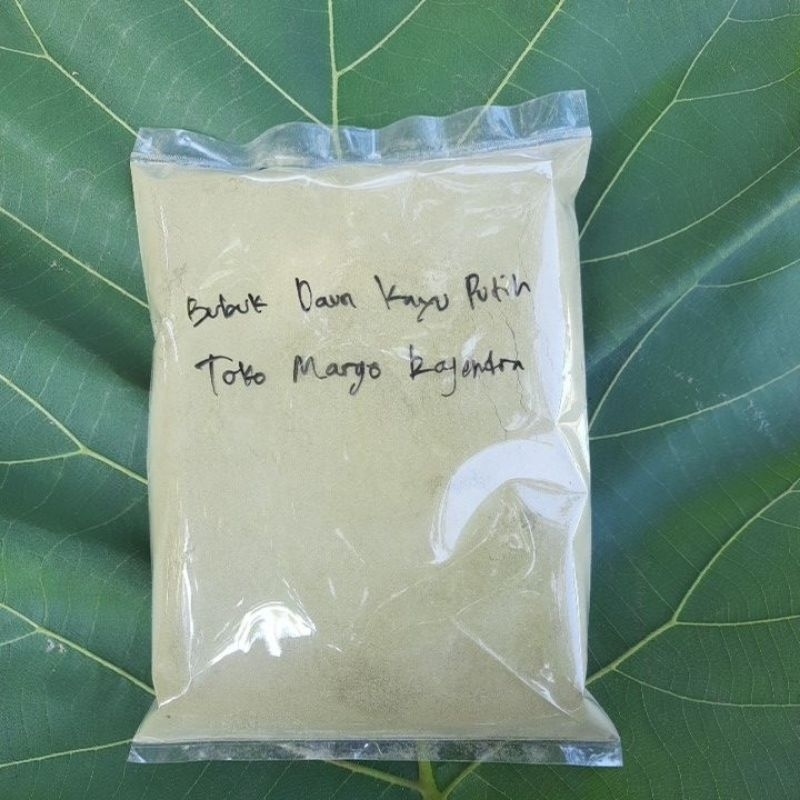 Bubuk Daun Kayu Putih
Toko Margo Rajendra